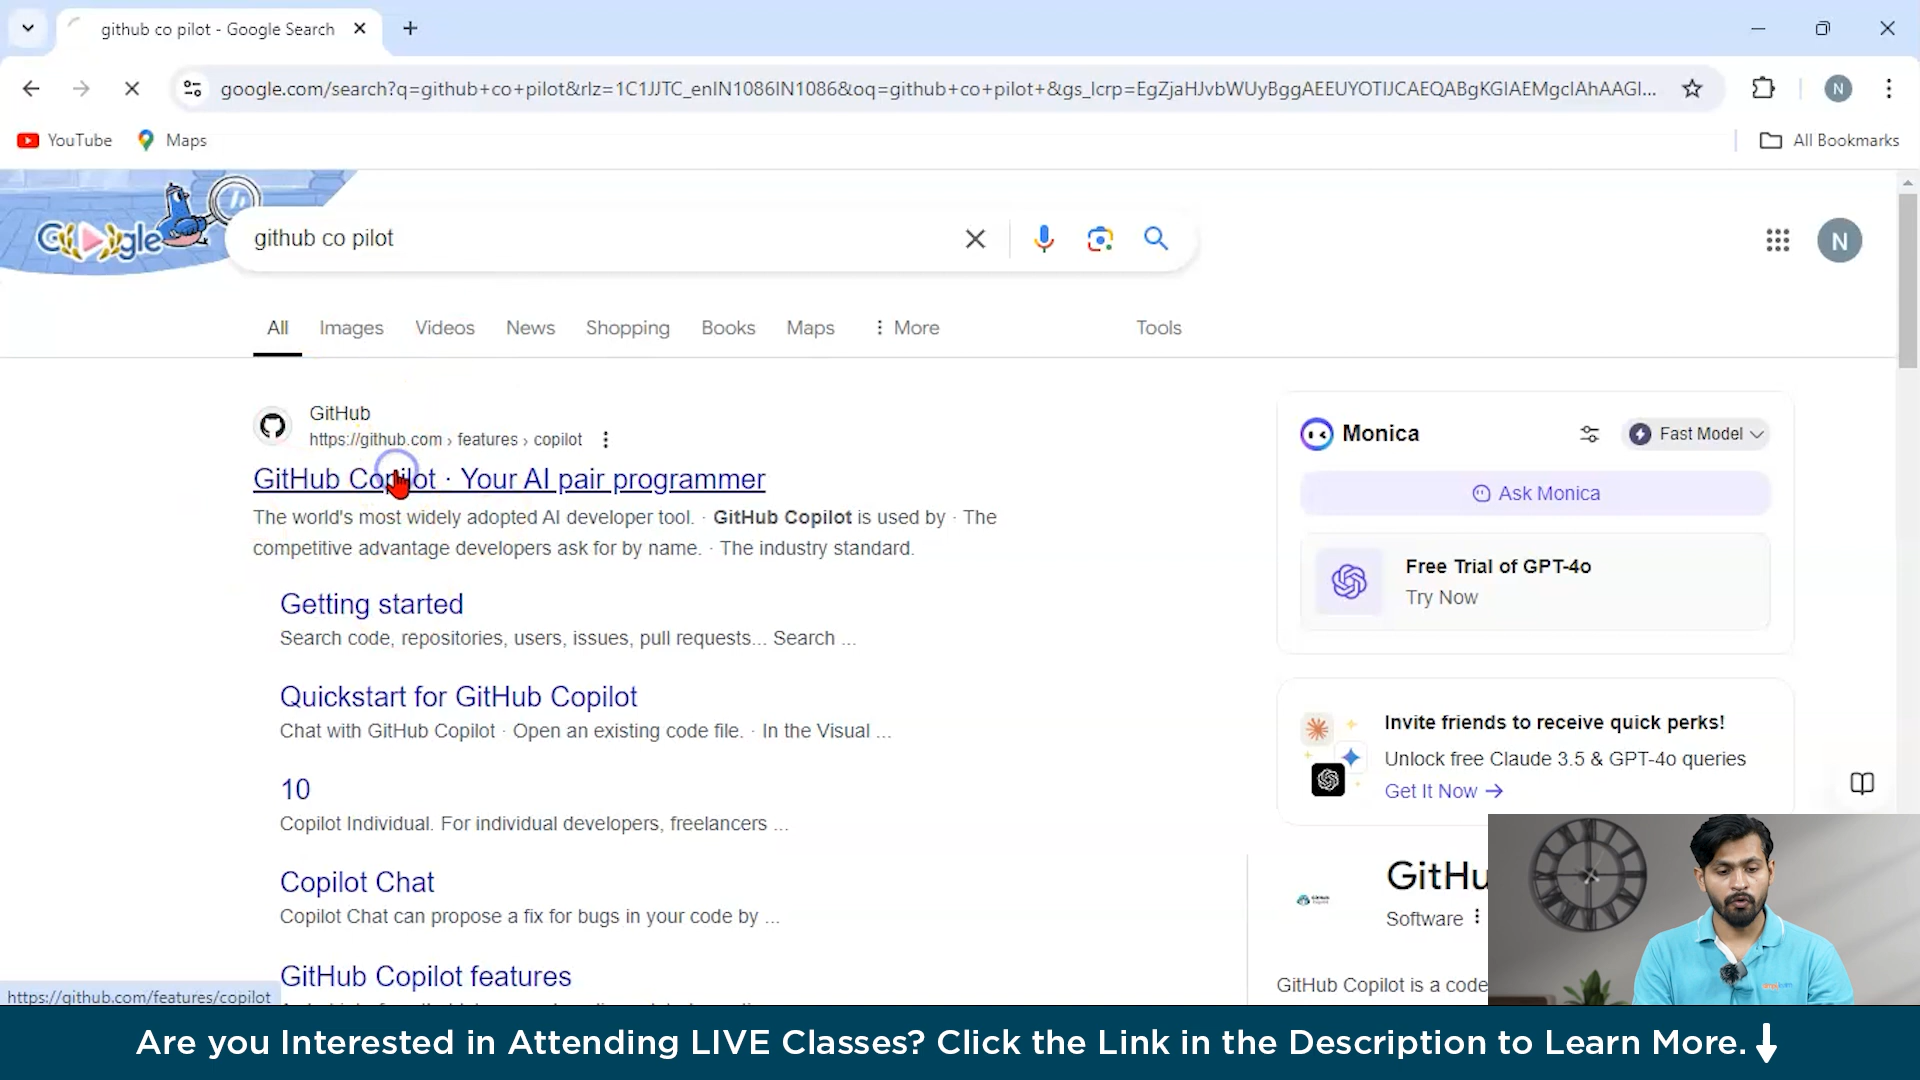 github co pilot - Google Search
google.com/search?q=github+co+pilot&rlz=1C1JJTC_enIN1086IN1086&oq=github+co+pilot+&gs_lcrp=EgZjaHJvbWUyBggAEEUYOTIJCAEQABgKGIAEMgcIAhAAGI...
N
YouTube
Maps
All Bookmarks
Google
github co pilot
N
All
Images
Videos
News
Shopping
Books
Maps
More
Tools
GitHub
https://github.com › features › copilot
GitHub Copilot · Your AI pair programmer
The world's most widely adopted AI developer tool. · GitHub Copilot is used by · The
competitive advantage developers ask for by name. · The industry standard.
Getting started
Search code, repositories, users, issues, pull requests... Search ...
Quickstart for GitHub Copilot
Chat with GitHub Copilot · Open an existing code file. · In the Visual ...
10
Copilot Individual. For individual developers, freelancers ...
Copilot Chat
Copilot Chat can propose a fix for bugs in your code by ...
GitHub Copilot features
Monica
Fast Model
Ask Monica
Free Trial of GPT-4o
Try Now
Invite friends to receive quick perks!
Unlock free Claude 3.5 & GPT-4o queries
Get It Now →
GitHu
Software
GitHub Copilot is a code
https://github.com/features/copilot
Are you Interested in Attending LIVE Classes? Click the Link in the Description to Learn More.